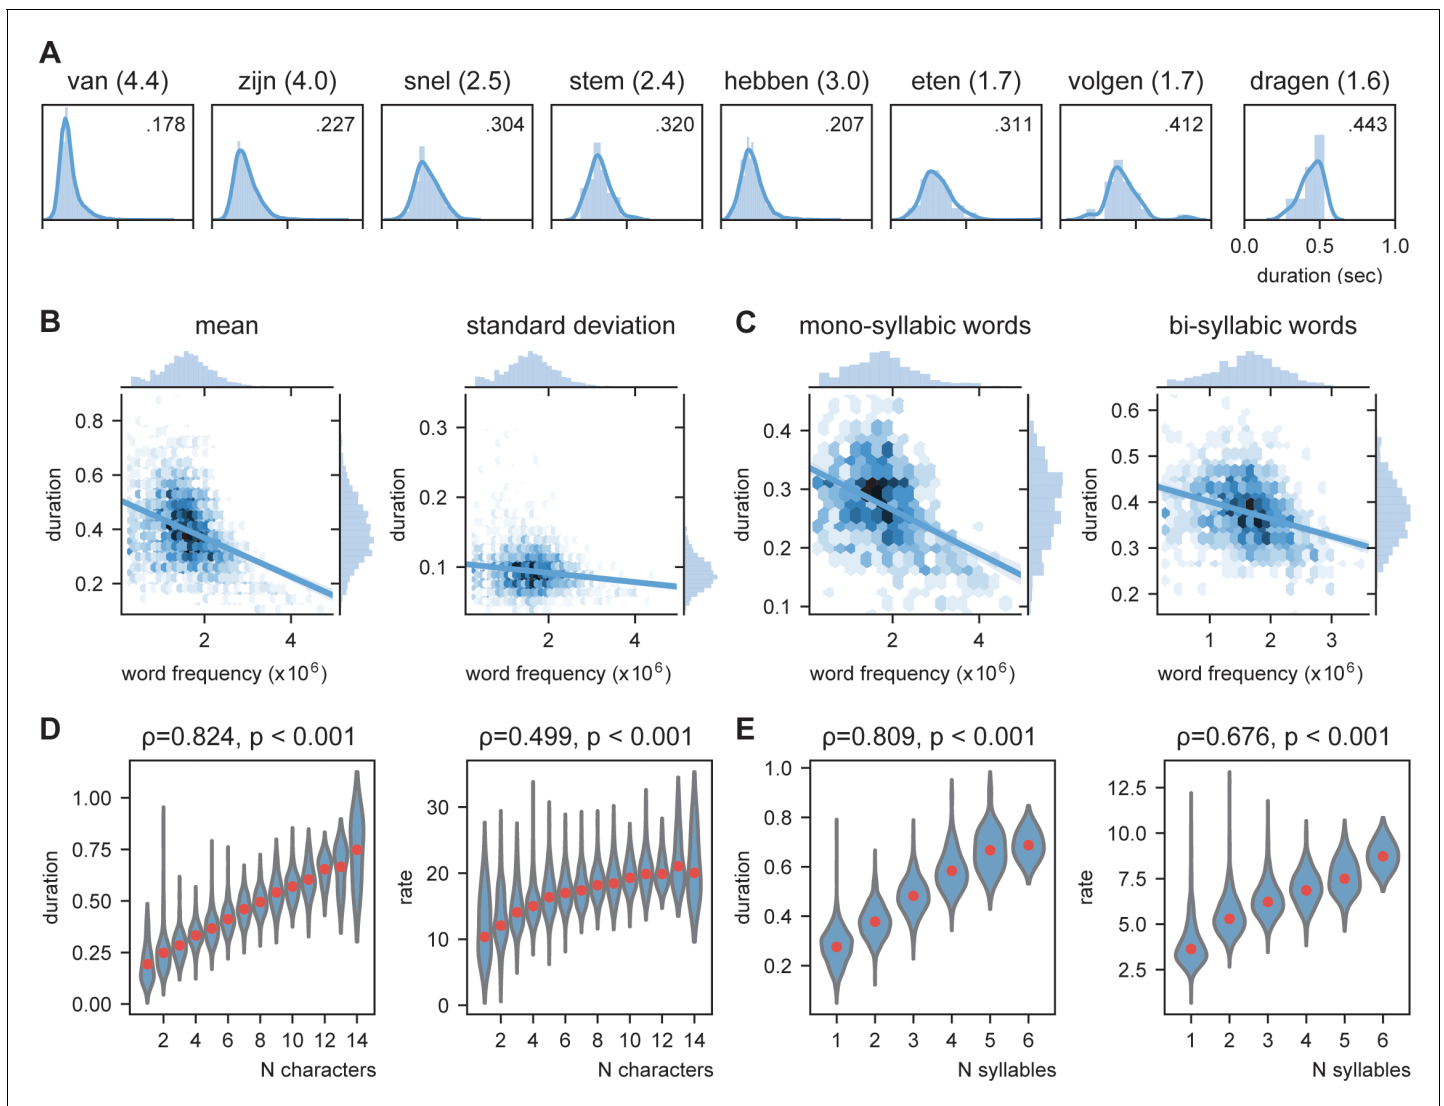 A
van (4.4) zijn (4.0) snel (2.5) stem (2.4) hebben (3.0) eten (1.7) volgen (1.7) dragen (1.6)
.178 .227 .304 .320 .207 .311 .412 .443
0.0 0.5 1.0
duration (sec)
B
mean
duration
0.8
0.6
0.4
0.2
2 4
word frequency (x10⁶)
standard deviation
duration
0.3
0.2
0.1
2 4
word frequency (x10⁶)
C
mono-syllabic words
duration
0.4
0.3
0.2
0.1
2 4
word frequency (x10⁶)
bi-syllabic words
duration
0.6
0.5
0.4
0.3
0.2
1 2 3
word frequency (x10⁶)
D
ρ=0.824, p < 0.001
duration
1.00
0.75
0.50
0.25
0.00
2 4 6 8 10 12 14
N characters
ρ=0.499, p < 0.001
rate
30
20
10
0
2 4 6 8 10 12 14
N characters
E
ρ=0.809, p < 0.001
duration
1.0
0.8
0.6
0.4
0.2
1 2 3 4 5 6
N syllables
ρ=0.676, p < 0.001
rate
12.5
10.0
7.5
5.0
2.5
1 2 3 4 5 6
N syllables